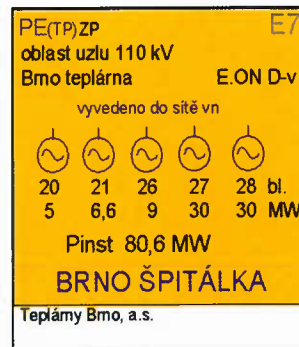 PE(TP)ZP E7
oblast uzlu 110 kV
Brno teplárna E.ON D-v
vyvedeno do sítě vn
20 21 26 27 28 bl.
5 6,6 9 30 30 MW
Pinst 80,6 MW
BRNO ŠPITÁLKA
Teplárny Brno, a.s.